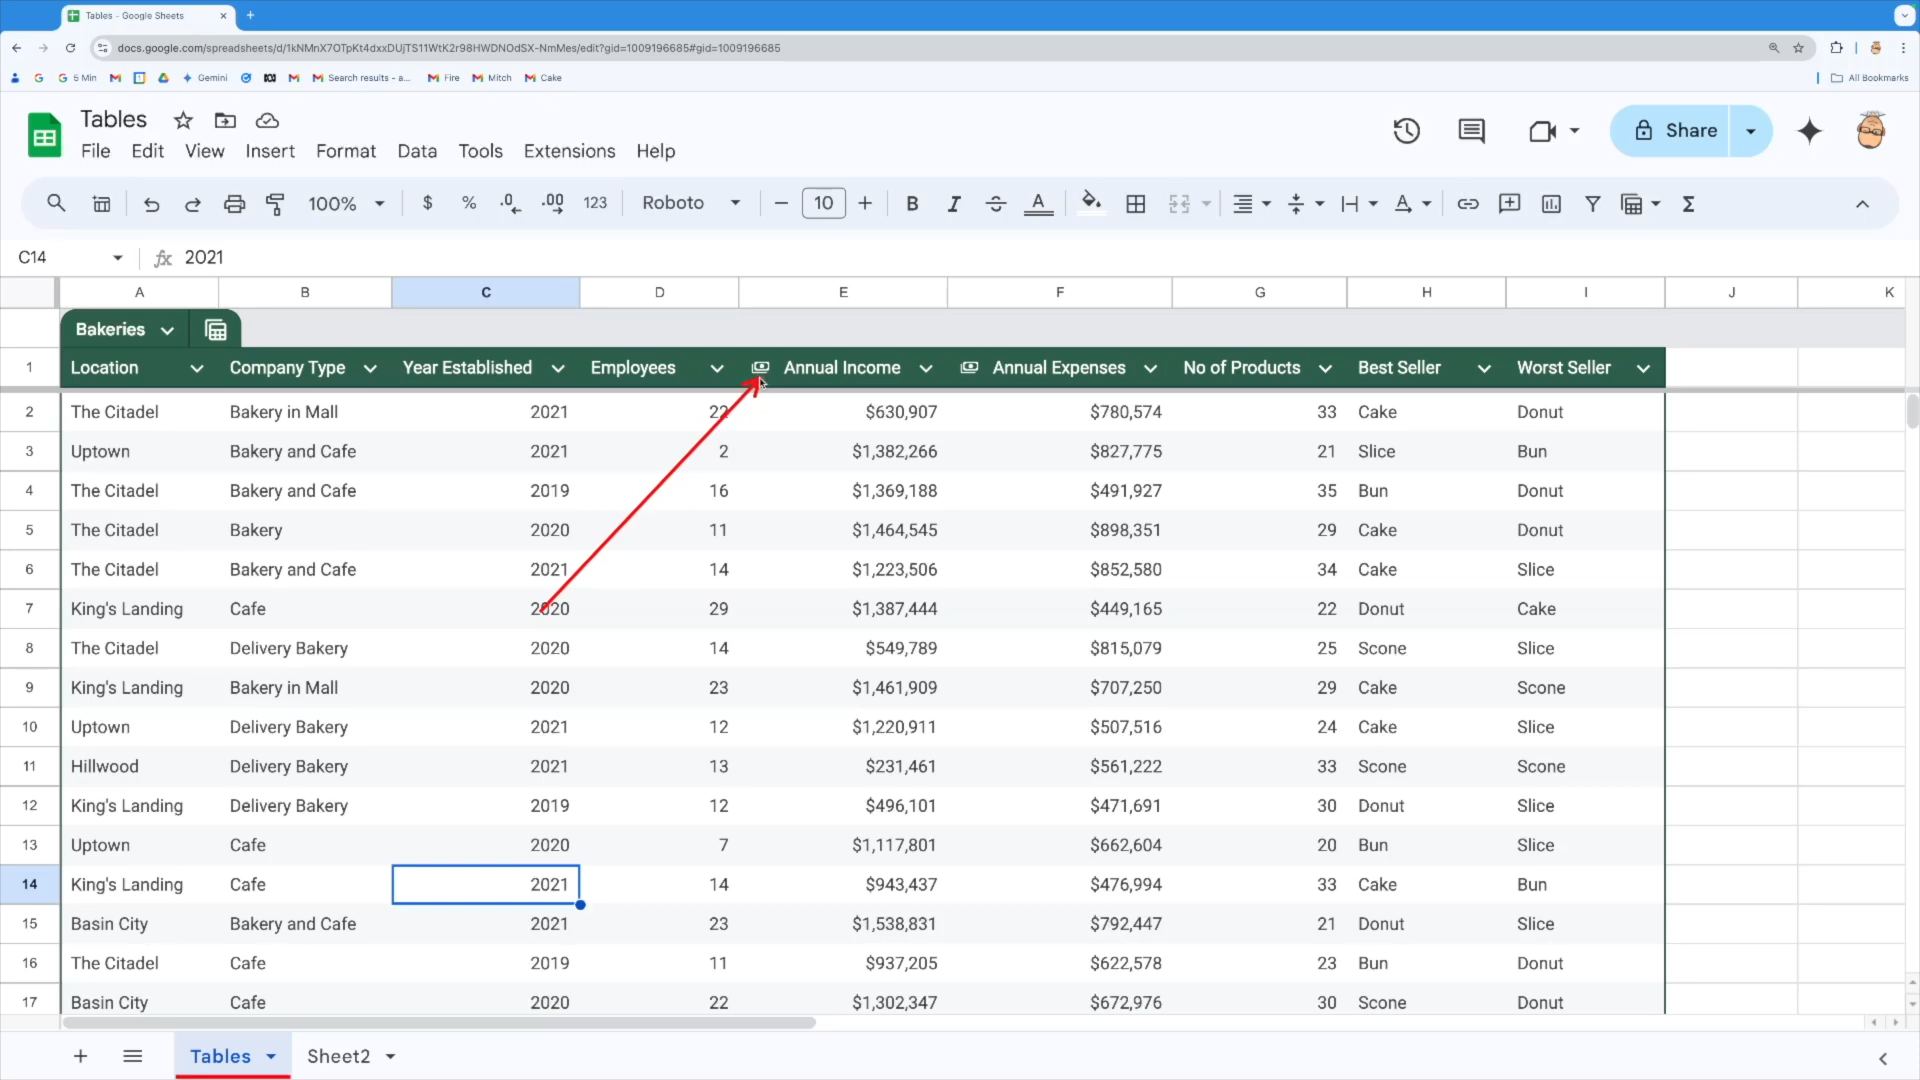 Tables - Google Sheets
docs.google.com/spreadsheets/d/1kNMnX7OTpKt4dxxDUjTS11WtK2r98HWDNOdSX-NmMes/edit?gid=1009196685#gid=1009196685
5 Min Gemini Search results - a... Fire Mitch Cake All Bookmarks
Tables
File Edit View Insert Format Data Tools Extensions Help
Share
100% $ % .0 .00 123 Roboto 10 B I A
C14 fx 2021
A B C D E F G H I J K
Bakeries
1 Location Company Type Year Established Employees Annual Income Annual Expenses No of Products Best Seller Worst Seller
2 The Citadel Bakery in Mall 2021 22 $630,907 $780,574 33 Cake Donut
3 Uptown Bakery and Cafe 2021 2 $1,382,266 $827,775 21 Slice Bun
4 The Citadel Bakery and Cafe 2019 16 $1,369,188 $491,927 35 Bun Donut
5 The Citadel Bakery 2020 11 $1,464,545 $898,351 29 Cake Donut
6 The Citadel Bakery and Cafe 2021 14 $1,223,506 $852,580 34 Cake Slice
7 King's Landing Cafe 2020 29 $1,387,444 $449,165 22 Donut Cake
8 The Citadel Delivery Bakery 2020 14 $549,789 $815,079 25 Scone Slice
9 King's Landing Bakery in Mall 2020 23 $1,461,909 $707,250 29 Cake Scone
10 Uptown Delivery Bakery 2021 12 $1,220,911 $507,516 24 Cake Slice
11 Hillwood Delivery Bakery 2021 13 $231,461 $561,222 33 Scone Scone
12 King's Landing Delivery Bakery 2019 12 $496,101 $471,691 30 Donut Slice
13 Uptown Cafe 2020 7 $1,117,801 $662,604 20 Bun Slice
14 King's Landing Cafe 2021 14 $943,437 $476,994 33 Cake Bun
15 Basin City Bakery and Cafe 2021 23 $1,538,831 $792,447 21 Donut Slice
16 The Citadel Cafe 2019 11 $937,205 $622,578 23 Bun Donut
17 Basin City Cafe 2020 22 $1,302,347 $672,976 30 Scone Donut
Tables Sheet2